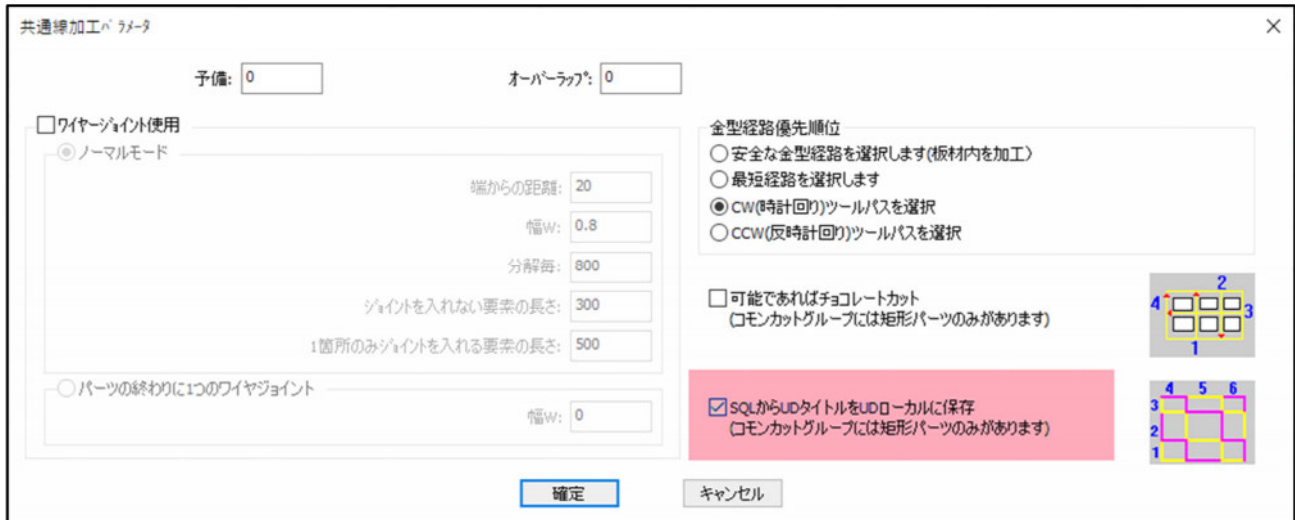 共通線加工ﾊﾟﾗﾒｰﾀ
予備: 0
ｵｰﾊﾞｰﾗｯﾌﾟ: 0
ﾜｲﾔｰｼﾞｮｲﾝﾄ使用
ﾉｰﾏﾙﾓｰﾄﾞ
端からの距離: 20
幅W: 0.8
分解毎: 800
ｼﾞｮｲﾝﾄを入れない要素の長さ: 300
1箇所のみｼﾞｮｲﾝﾄを入れる要素の長さ: 500
パーツの終わりに1つのワイヤジョイント
幅W: 0
金型経路優先順位
安全な金型経路を選択します(板材内を加工)
最短経路を選択します
CW(時計回り)ツールパスを選択
CCW(反時計回り)ツールパスを選択
可能であればチョコレートカット
(コモンカットグループには矩形パーツのみがあります)
2
4
3
1
SQLからUDタイトルをUDローカルに保存
(コモンカットグループには矩形パーツのみがあります)
4 5 6
3
2
1
確定
キャンセル